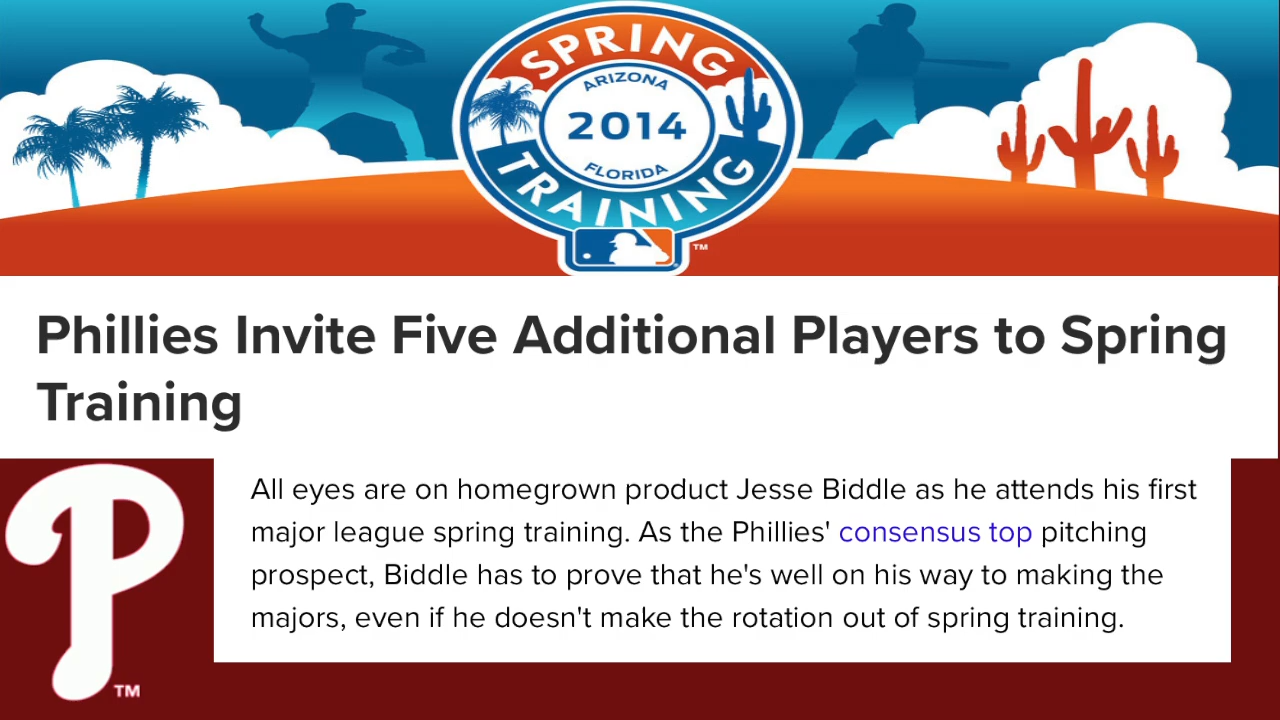 SPRING
ARIZONA
2014
FLORIDA
TRAINING
TM
Phillies Invite Five Additional Players to Spring
Training
All eyes are on homegrown product Jesse Biddle as he attends his first
major league spring training. As the Phillies' consensus top pitching
prospect, Biddle has to prove that he's well on his way to making the
majors, even if he doesn't make the rotation out of spring training.
P
TM